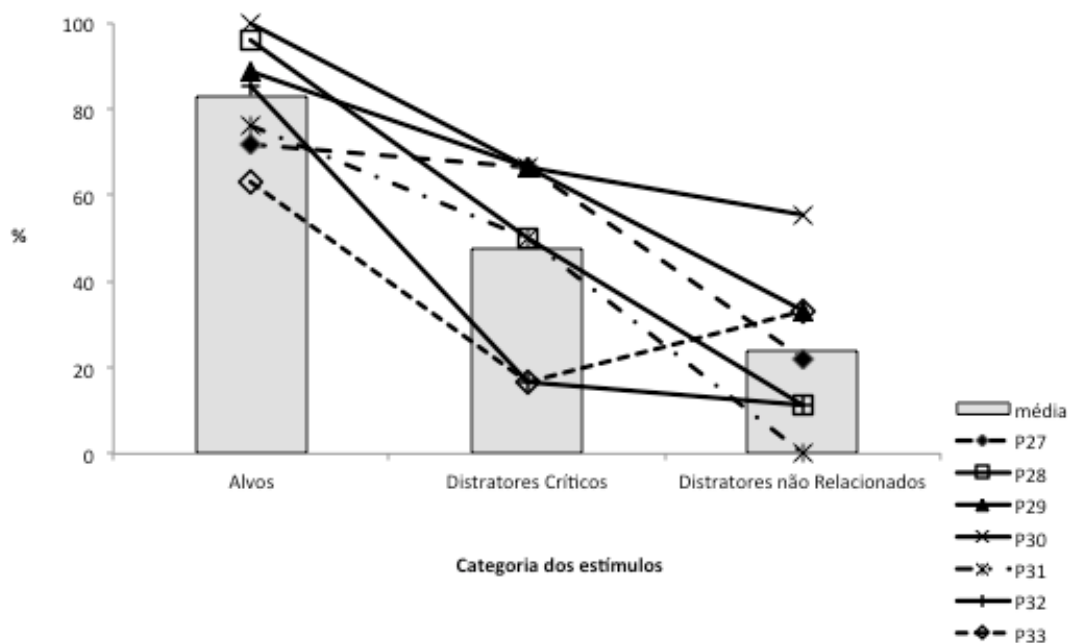 100
80
60
%
40
20
0
Alvos Distratores Críticos Distratores não Relacionados
Categoria dos estímulos
média
P27
P28
P29
P30
P31
P32
P33